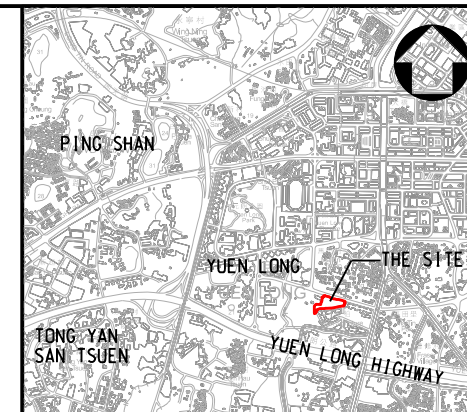 PING SHAN
YUEN LONG
THE SITE
TONG YAN
SAN TSUEN
YUEN LONG HIGHWAY